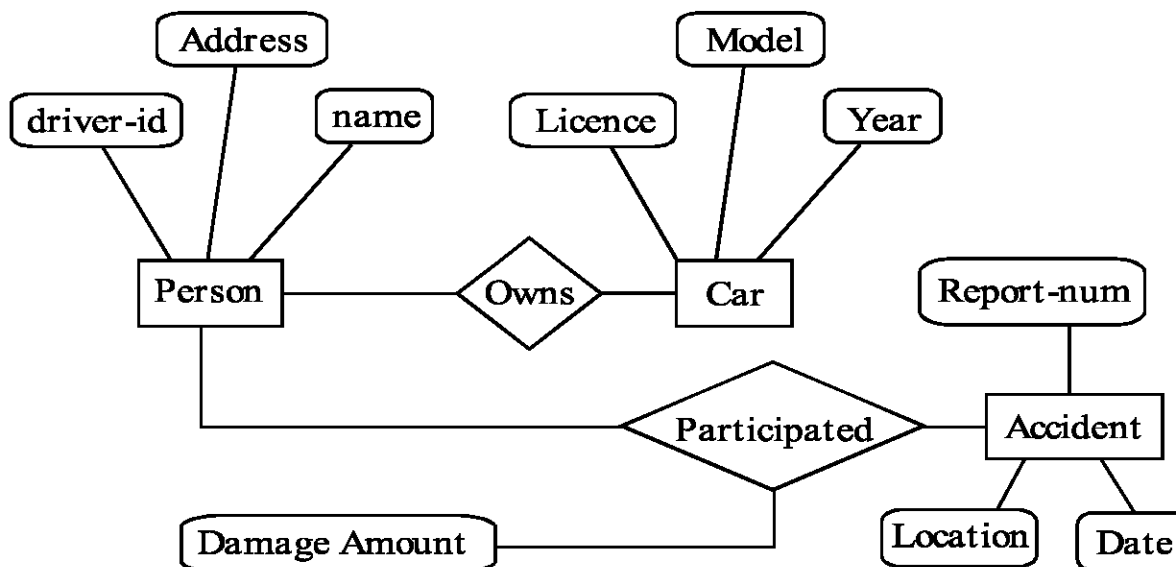 Address
Model
driver-id
name
Licence
Year
Person
Owns
Car
Report-num
Participated
Accident
Damage Amount
Location
Date